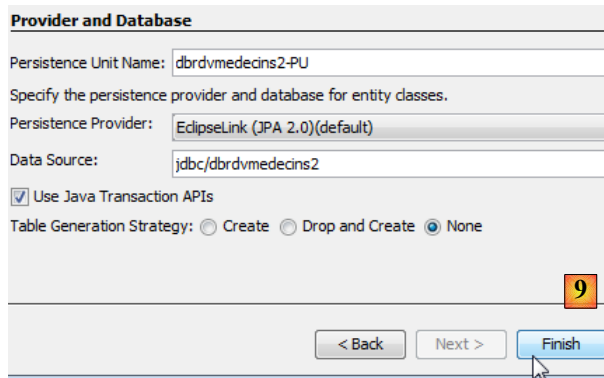 Provider and Database
Persistence Unit Name: dbrdvmedecins2-PU
Specify the persistence provider and database for entity classes.
Persistence Provider: EclipseLink (JPA 2.0)(default)
Data Source: jdbc/dbrdvmedecins2
Use Java Transaction APIs
Table Generation Strategy: Create Drop and Create None
9
< Back Next > Finish